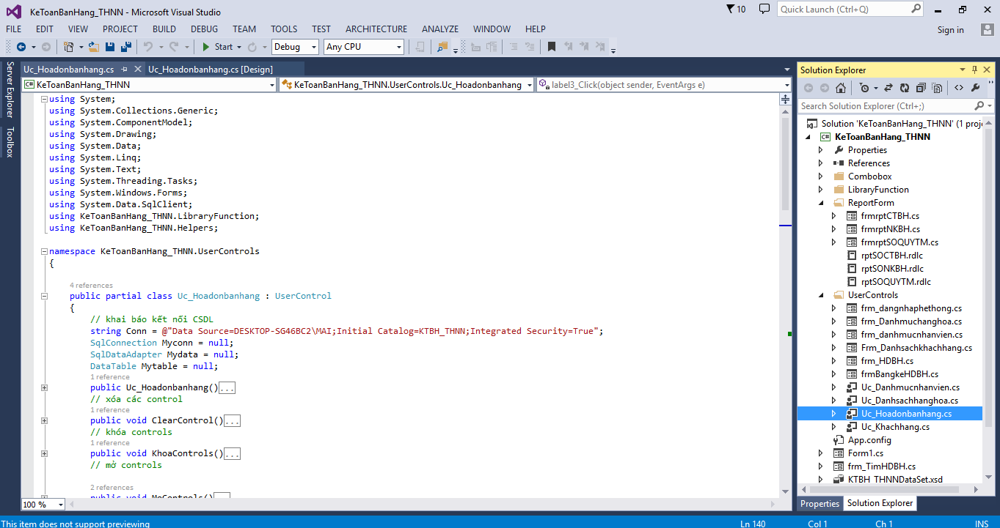 KeToanBanHang_THNN - Microsoft Visual Studio
10
Quick Launch (Ctrl+Q)
FILE EDIT VIEW PROJECT BUILD DEBUG TEAM TOOLS TEST ARCHITECTURE ANALYZE WINDOW HELP
Sign in
Start Debug Any CPU
Server Explorer
Toolbox
Uc_Hoadonbanhang.cs Uc_Hoadonbanhang.cs [Design]
KeToanBanHang_THNN KeToanBanHang_THNN.UserControls.Uc_Hoadonbanhang label3_Click(object sender, EventArgs e)
using System;
using System.Collections.Generic;
using System.ComponentModel;
using System.Drawing;
using System.Data;
using System.Linq;
using System.Text;
using System.Threading.Tasks;
using System.Windows.Forms;
using System.Data.SqlClient;
using KeToanBanHang_THNN.LibraryFunction;
using KeToanBanHang_THNN.Helpers;
namespace KeToanBanHang_THNN.UserControls
{
4 references
public partial class Uc_Hoadonbanhang : UserControl
{
// khai báo kết nối CSDL
string Conn = @"Data Source=DESKTOP-SG46BC2\MAI;Initial Catalog=KTBH_THNN;Integrated Security=True";
SqlConnection Myconn = null;
SqlDataAdapter Mydata = null;
DataTable Mytable = null;
1 reference
public Uc_Hoadonbanhang()...
// xóa các control
1 reference
public void ClearControl()...
// khóa controls
1 reference
public void KhoaControls()...
// mở controls
2 references
public void MoControls()
100 %
Solution Explorer
Search Solution Explorer (Ctrl+;)
Solution 'KeToanBanHang_THNN' (1 proj
C# KeToanBanHang_THNN
Properties
References
Combobox
LibraryFunction
ReportForm
frmrptCTBH.cs
frmrptNKBH.cs
frmrptSOQUYTM.cs
rptSOCTBH.rdlc
rptSONKBH.rdlc
rptSOQUYTM.rdlc
UserControls
frm_dangnhaphethong.cs
frm_Danhmuchanghoa.cs
frm_danhmucnhanvien.cs
Frm_Danhsachkhachhang.cs
frm_HDBH.cs
frmBangkeHDBH.cs
Uc_Danhmucnhanvien.cs
Uc_Danhsachhanghoa.cs
Uc_Hoadonbanhang.cs
Uc_Khachhang.cs
App.config
Form1.cs
frm_TimHDBH.cs
KTBH_THNNDataSet.xsd
Properties Solution Explorer
This item does not support previewing
Ln 140 Col 1 Ch 1 INS